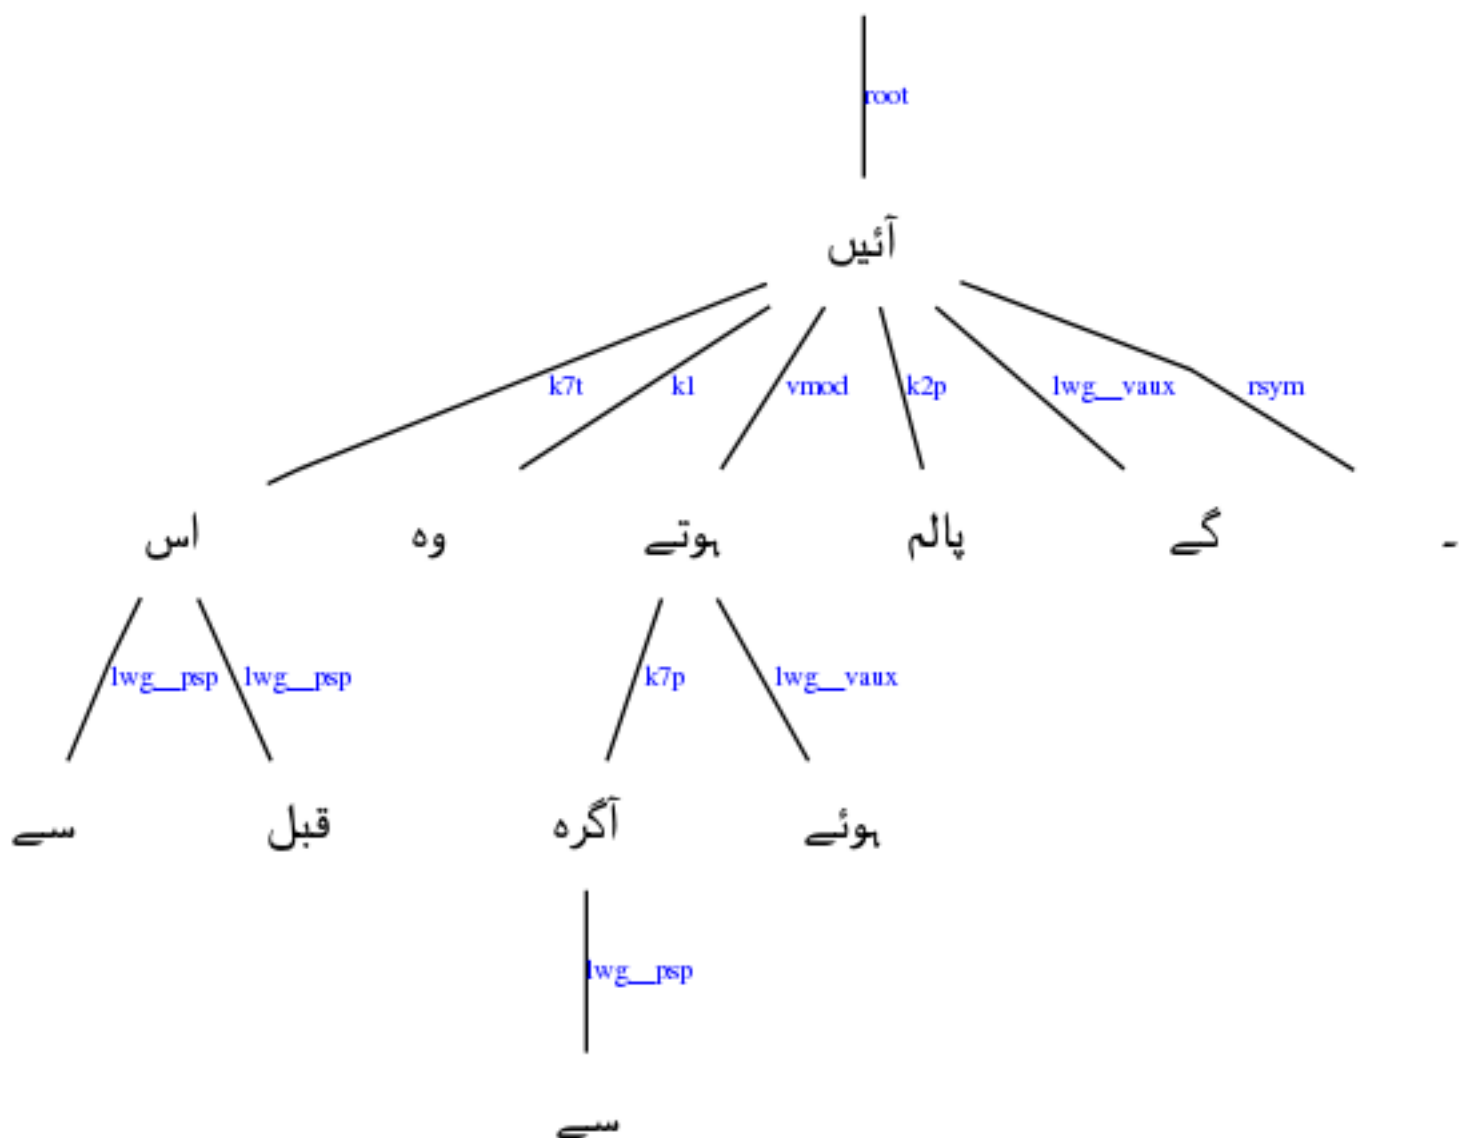 root
آئیں
k7t k1 vmod k2p lwg__vaux rsym
اس وہ ہوتے پالم گے ۔
lwg__psp lwg__psp k7p lwg__vaux
سے قبل آگرہ ہوئے
lwg__psp
سے